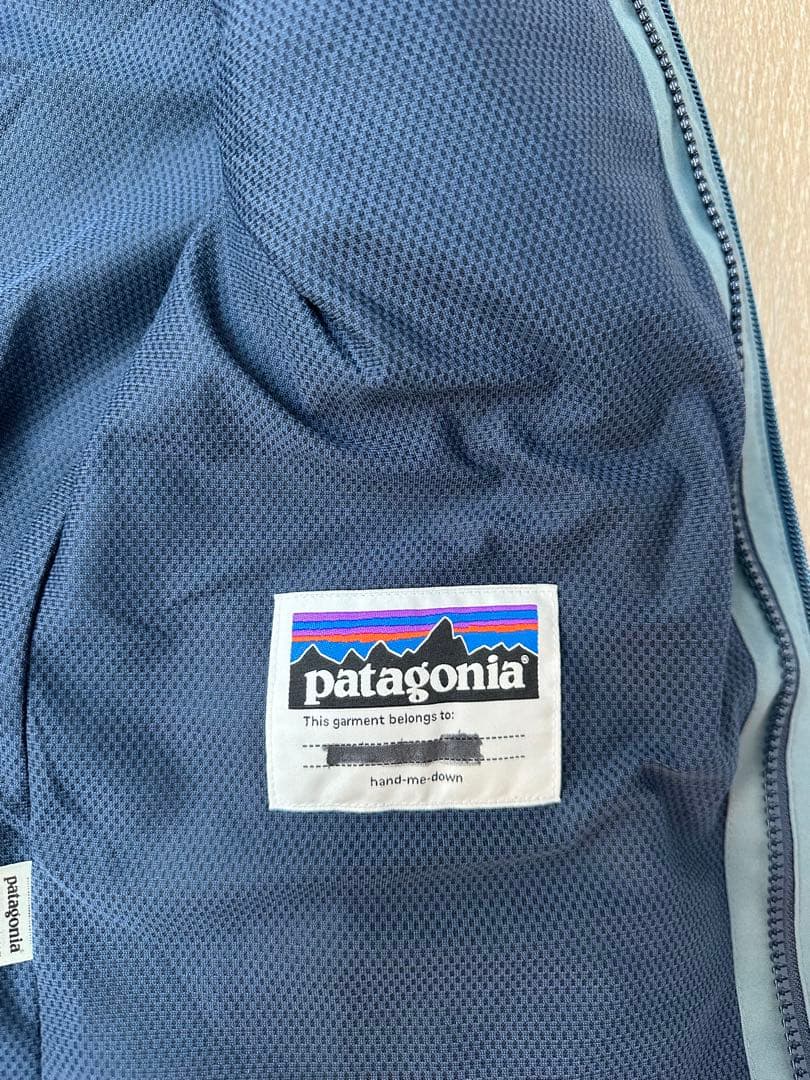 patagonia®
This garment belongs to:
hand-me-down
patagonia